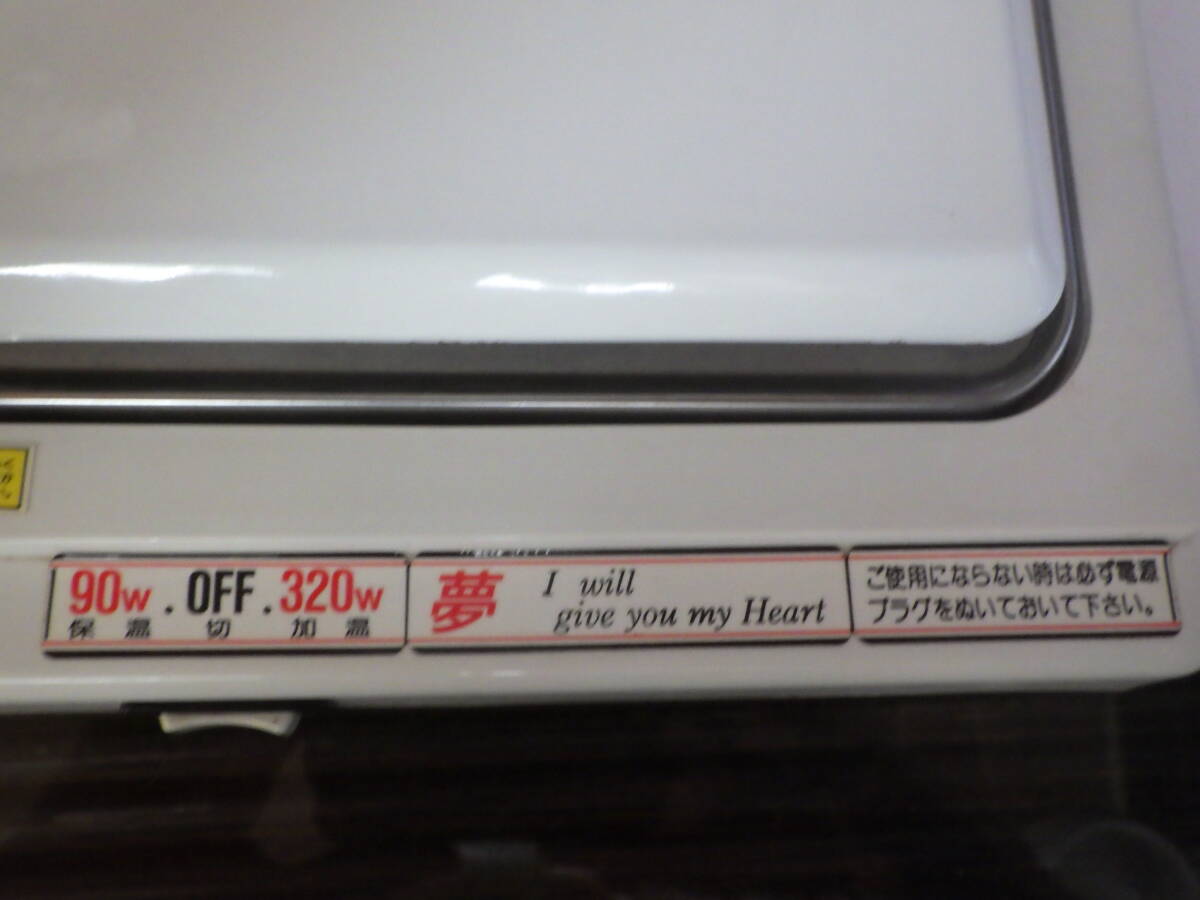 90W.OFF.320W
保温 切 加温
夢
I will
give you my Heart
ご使用にならない時は必ず電源
プラグをぬいておいて下さい。